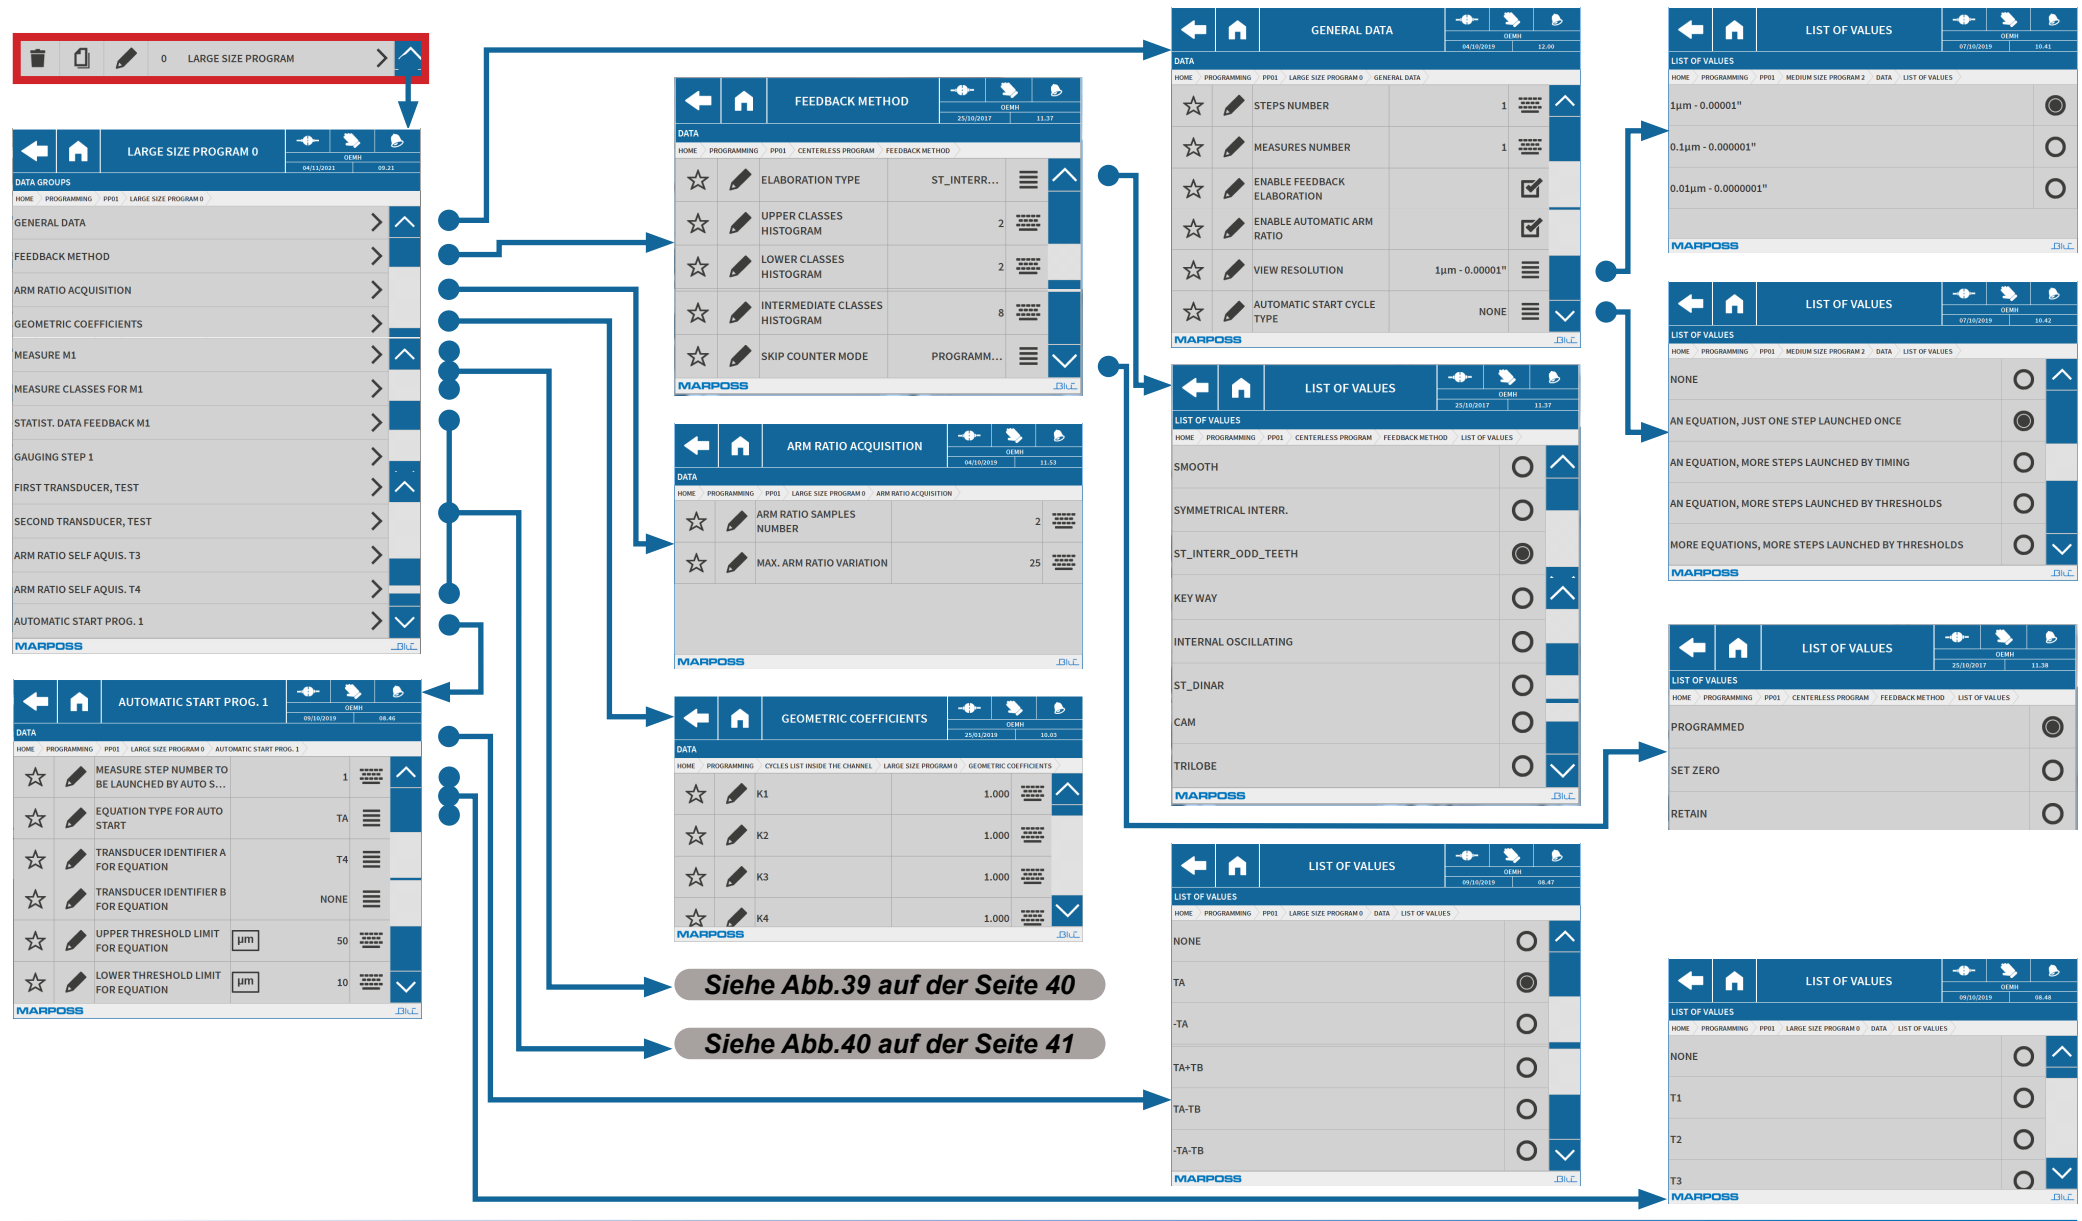 0 LARGE SIZE PROGRAM
LARGE SIZE PROGRAM 0
OEMH
04/11/2021 09.21
DATA GROUPS
HOME PROGRAMMING PP01 LARGE SIZE PROGRAM 0
GENERAL DATA
FEEDBACK METHOD
ARM RATIO ACQUISITION
GEOMETRIC COEFFICIENTS
MEASURE M1
MEASURE CLASSES FOR M1
STATIST. DATA FEEDBACK M1
GAUGING STEP 1
FIRST TRANSDUCER, TEST
SECOND TRANSDUCER, TEST
ARM RATIO SELF AQUIS. T3
ARM RATIO SELF AQUIS. T4
AUTOMATIC START PROG. 1
MARPOSS BLÚ
AUTOMATIC START PROG. 1
OEMH
09/10/2019 08.46
DATA
HOME PROGRAMMING PP01 LARGE SIZE PROGRAM 0 AUTOMATIC START PROG. 1
MEASURE STEP NUMBER TO
BE LAUNCHED BY AUTO S... 1
EQUATION TYPE FOR AUTO
START TA
TRANSDUCER IDENTIFIER A
FOR EQUATION T4
TRANSDUCER IDENTIFIER B
FOR EQUATION NONE
UPPER THRESHOLD LIMIT
FOR EQUATION µm 50
LOWER THRESHOLD LIMIT
FOR EQUATION µm 10
MARPOSS BLÚ
FEEDBACK METHOD
OEMH
25/10/2017 11.37
DATA
HOME PROGRAMMING PP01 CENTERLESS PROGRAM FEEDBACK METHOD
ELABORATION TYPE ST_INTERR...
UPPER CLASSES
HISTOGRAM 2
LOWER CLASSES
HISTOGRAM 2
INTERMEDIATE CLASSES
HISTOGRAM 8
SKIP COUNTER MODE PROGRAMM...
MARPOSS BLÚ
ARM RATIO ACQUISITION
OEMH
04/10/2019 11.53
DATA
HOME PROGRAMMING PP01 LARGE SIZE PROGRAM 0 ARM RATIO ACQUISITION
ARM RATIO SAMPLES
NUMBER 2
MAX. ARM RATIO VARIATION 25
MARPOSS BLÚ
GEOMETRIC COEFFICIENTS
OEMH
25/01/2019 10.03
DATA
HOME PROGRAMMING CYCLES LIST INSIDE THE CHANNEL LARGE SIZE PROGRAM 0 GEOMETRIC COEFFICIENTS
K1 1.000
K2 1.000
K3 1.000
K4 1.000
MARPOSS BLÚ
Siehe Abb.39 auf der Seite 40
Siehe Abb.40 auf der Seite 41
GENERAL DATA
OEMH
04/10/2019 12.00
DATA
HOME PROGRAMMING PP01 LARGE SIZE PROGRAM 0 GENERAL DATA
STEPS NUMBER 1
MEASURES NUMBER 1
ENABLE FEEDBACK
ELABORATION
ENABLE AUTOMATIC ARM
RATIO
VIEW RESOLUTION 1µm - 0.00001"
AUTOMATIC START CYCLE
TYPE NONE
MARPOSS BLÚ
LIST OF VALUES
OEMH
25/10/2017 11.37
LIST OF VALUES
HOME PROGRAMMING PP01 CENTERLESS PROGRAM FEEDBACK METHOD LIST OF VALUES
SMOOTH
SYMMETRICAL INTERR.
ST_INTERR_ODD_TEETH
KEY WAY
INTERNAL OSCILLATING
ST_DINAR
CAM
TRILOBE
MARPOSS BLÚ
LIST OF VALUES
OEMH
09/10/2019 08.47
LIST OF VALUES
HOME PROGRAMMING PP01 LARGE SIZE PROGRAM 0 DATA LIST OF VALUES
NONE
TA
-TA
TA+TB
TA-TB
-TA-TB
MARPOSS BLÚ
LIST OF VALUES
OEMH
07/10/2019 10.41
LIST OF VALUES
HOME PROGRAMMING PP01 MEDIUM SIZE PROGRAM 2 DATA LIST OF VALUES
1µm - 0.00001"
0.1µm - 0.000001"
0.01µm - 0.0000001"
MARPOSS BLÚ
LIST OF VALUES
OEMH
07/10/2019 10.42
LIST OF VALUES
HOME PROGRAMMING PP01 MEDIUM SIZE PROGRAM 2 DATA LIST OF VALUES
NONE
AN EQUATION, JUST ONE STEP LAUNCHED ONCE
AN EQUATION, MORE STEPS LAUNCHED BY TIMING
AN EQUATION, MORE STEPS LAUNCHED BY THRESHOLDS
MORE EQUATIONS, MORE STEPS LAUNCHED BY THRESHOLDS
MARPOSS BLÚ
LIST OF VALUES
OEMH
25/10/2017 11.38
LIST OF VALUES
HOME PROGRAMMING PP01 CENTERLESS PROGRAM FEEDBACK METHOD LIST OF VALUES
PROGRAMMED
SET ZERO
RETAIN
LIST OF VALUES
OEMH
09/10/2019 08.48
LIST OF VALUES
HOME PROGRAMMING PP01 LARGE SIZE PROGRAM 0 DATA LIST OF VALUES
NONE
T1
T2
T3
MARPOSS BLÚ